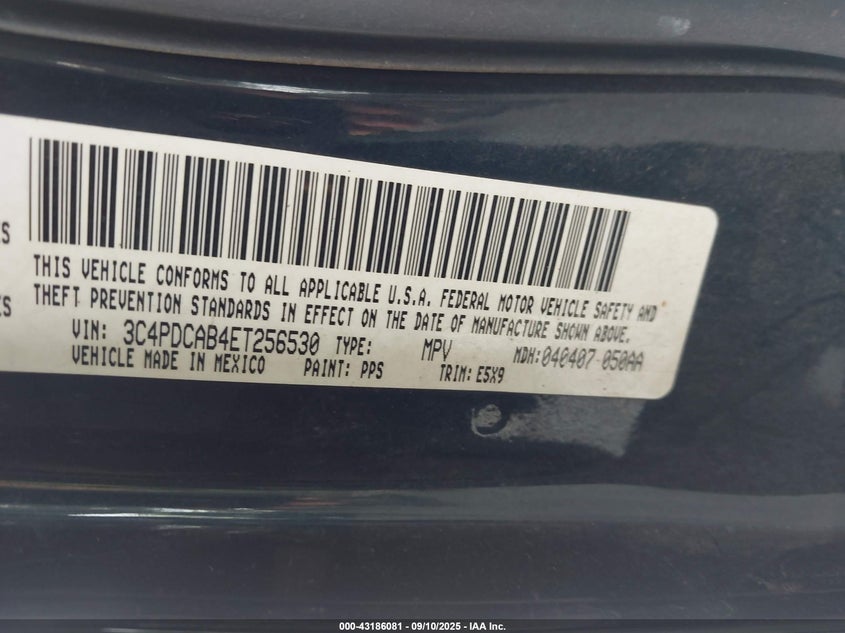 ES
THIS VEHICLE CONFORMS TO ALL APPLICABLE U.S.A. FEDERAL MOTOR VEHICLE SAFETY AND
ES
THEFT PREVENTION STANDARDS IN EFFECT ON THE DATE OF MANUFACTURE SHOWN ABOVE.
VIN: 3C4PDCAB4ET256530 TYPE: MPV MDH:040407-050AA
VEHICLE MADE IN MEXICO PAINT: PPS TRIM: E5X9
000-43186081 - 09/10/2025 - IAA Inc.